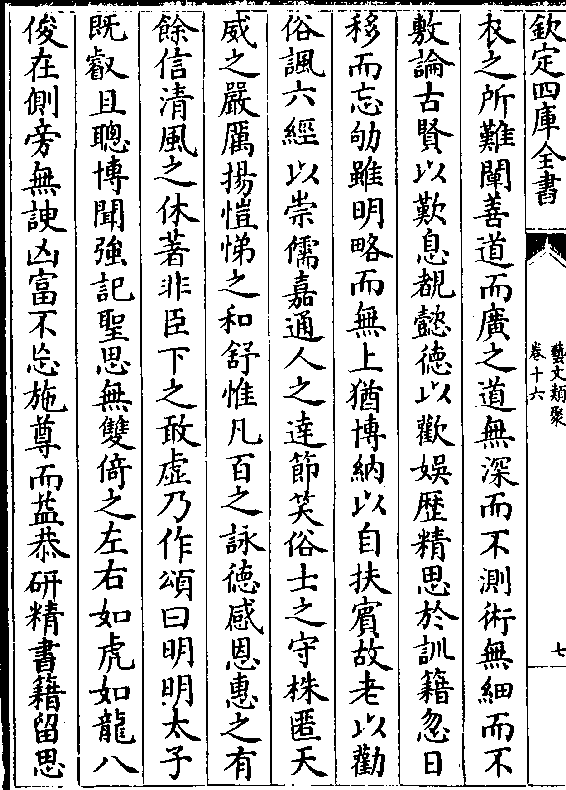 欽定四庫全書
藝文類聚
卷十六
七
衣之所難闡善道而廣之道無深而不測術無細而不
敷論古賢以歎息覩懿德以歡娛歷精思於訓籍忽日
移而忘劬雖明略而無上猶博納以自扶賓故老以勸
俗諷六經以崇儒嘉通人之達節笑俗士之守株匿天
威之嚴厲揚愷悌之和舒惟凡百之詠德感恩惠之有
餘信清風之休著非臣下之敢虛乃作頌曰明明太子
既叡且聰博聞強記聖思無雙倚之左右如虎如龍八
俊在側旁無諛凶富不忘施尊而益恭研精書籍留思